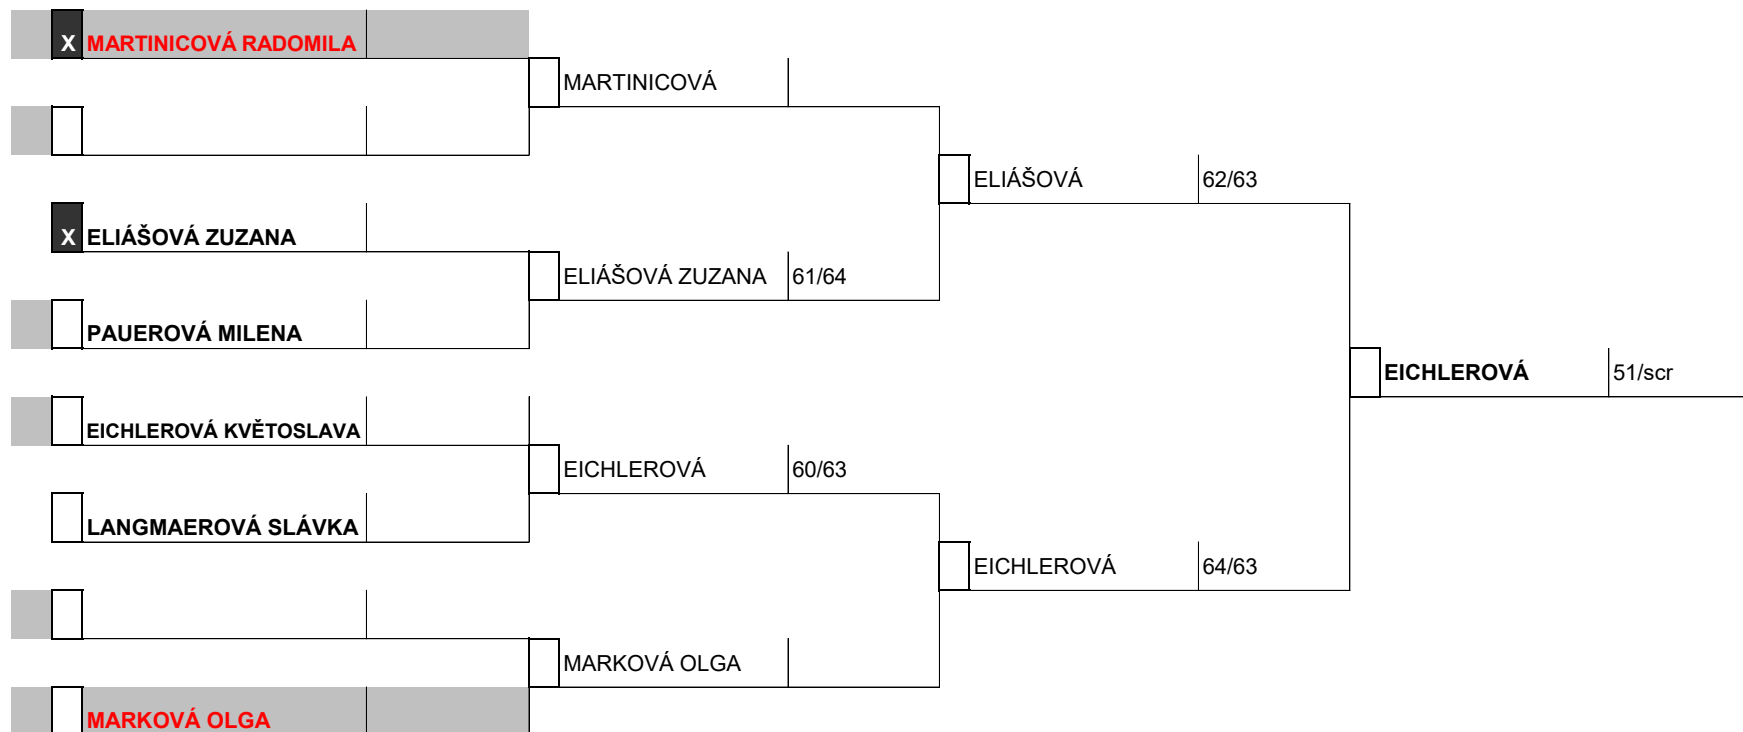 X MARTINICOVÁ RADOMILA
MARTINICOVÁ
ELIÁŠOVÁ 62/63
X ELIÁŠOVÁ ZUZANA
ELIÁŠOVÁ ZUZANA 61/64
PAUEROVÁ MILENA
EICHLEROVÁ 51/scr
EICHLEROVÁ KVĚTOSLAVA
EICHLEROVÁ 60/63
LANGMAEROVÁ SLÁVKA
EICHLEROVÁ 64/63
MARKOVÁ OLGA
MARKOVÁ OLGA